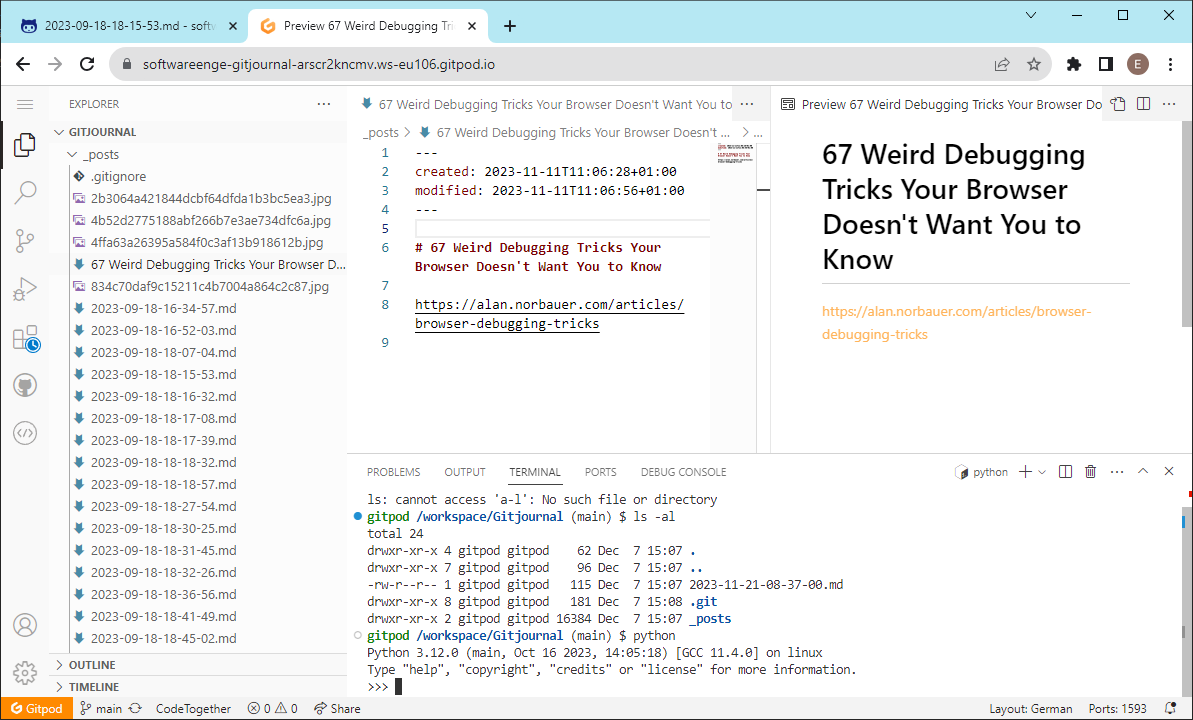 2023-09-18-18-15-53.md - softw
Preview 67 Weird Debugging Tri
softwareenge-gitjournal-arscr2kncmv.ws-eu106.gitpod.io
E
EXPLORER
GITJOURNAL
_posts
.gitignore
2b3064a421844dcbf64dfda1b3bc5ea3.jpg
4b52d2775188abf266b7e3ae734dfc6a.jpg
4ffa63a26395a584f0c3af13b918612b.jpg
67 Weird Debugging Tricks Your Browser D...
834c70daf9c15211c4b7004a864c2c87.jpg
2023-09-18-16-34-57.md
2023-09-18-16-52-03.md
2023-09-18-18-07-04.md
2023-09-18-18-15-53.md
2023-09-18-18-16-32.md
2023-09-18-18-17-08.md
2023-09-18-18-17-39.md
2023-09-18-18-18-32.md
2023-09-18-18-18-57.md
2023-09-18-18-27-54.md
2023-09-18-18-30-25.md
2023-09-18-18-31-45.md
2023-09-18-18-32-26.md
2023-09-18-18-36-56.md
2023-09-18-18-41-49.md
2023-09-18-18-45-02.md
OUTLINE
TIMELINE
67 Weird Debugging Tricks Your Browser Doesn't Want You to
_posts > 67 Weird Debugging Tricks Your Browser Doesn't ... > ...
1 ---
2 created: 2023-11-11T11:06:28+01:00
3 modified: 2023-11-11T11:06:56+01:00
4 ---
5
6 # 67 Weird Debugging Tricks Your
Browser Doesn't Want You to Know
7
8 https://alan.norbauer.com/articles/
browser-debugging-tricks
9
Preview 67 Weird Debugging Tricks Your Browser Do
67 Weird Debugging
Tricks Your Browser
Doesn't Want You to
Know
https://alan.norbauer.com/articles/browser-
debugging-tricks
PROBLEMS OUTPUT TERMINAL PORTS DEBUG CONSOLE
python
ls: cannot access 'a-l': No such file or directory
gitpod /workspace/Gitjournal (main) $ ls -al
total 24
drwxr-xr-x 4 gitpod gitpod 62 Dec 7 15:07 .
drwxr-xr-x 7 gitpod gitpod 96 Dec 7 15:07 ..
-rw-r--r-- 1 gitpod gitpod 115 Dec 7 15:07 2023-11-21-08-37-00.md
drwxr-xr-x 8 gitpod gitpod 181 Dec 7 15:08 .git
drwxr-xr-x 2 gitpod gitpod 16384 Dec 7 15:07 _posts
gitpod /workspace/Gitjournal (main) $ python
Python 3.12.0 (main, Oct 16 2023, 14:05:18) [GCC 11.4.0] on linux
Type "help", "copyright", "credits" or "license" for more information.
>>>
Gitpod main CodeTogether 0 0 Share Layout: German Ports: 1593